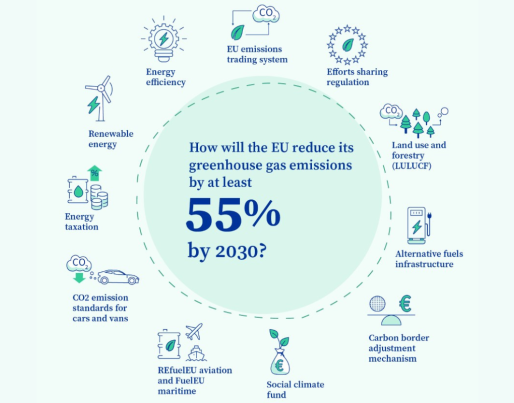 How will the EU reduce its
greenhouse gas emissions
by at least
55%
by 2030?
CO2
EU emissions
trading system
Efforts sharing
regulation
CO2
Land use and
forestry
(LULUCF)
Alternative fuels
infrastructure
€
Carbon border
adjustment
mechanism
€
Social climate
fund
REfuelEU aviation
and FuelEU
maritime
CO2
CO2 emission
standards for
cars and vans
%
Energy
taxation
Renewable
energy
Energy
efficiency